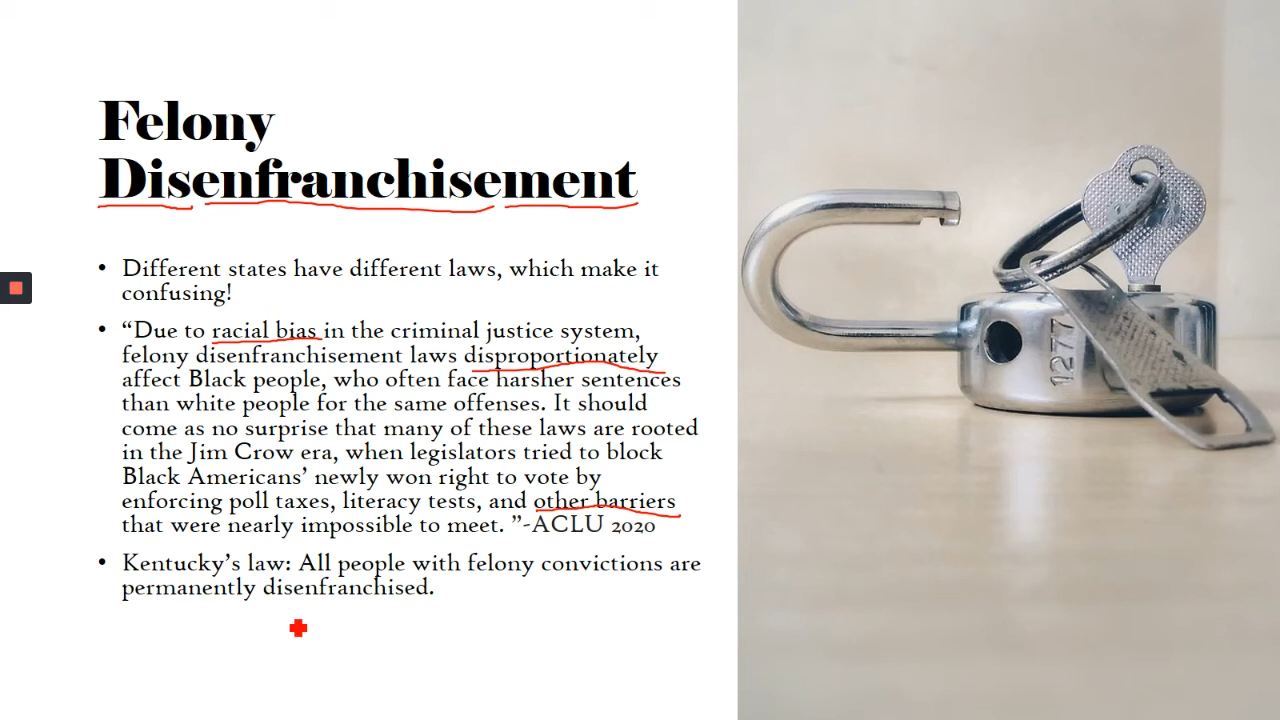 Felony
Disenfranchisement
• Different states have different laws, which make it
confusing!
• “Due to racial bias in the criminal justice system,
felony disenfranchisement laws disproportionately
affect Black people, who often face harsher sentences
than white people for the same offenses. It should
come as no surprise that many of these laws are rooted
in the Jim Crow era, when legislators tried to block
Black Americans’ newly won right to vote by
enforcing poll taxes, literacy tests, and other barriers
that were nearly impossible to meet. ”-ACLU 2020
• Kentucky’s law: All people with felony convictions are
permanently disenfranchised.
1277